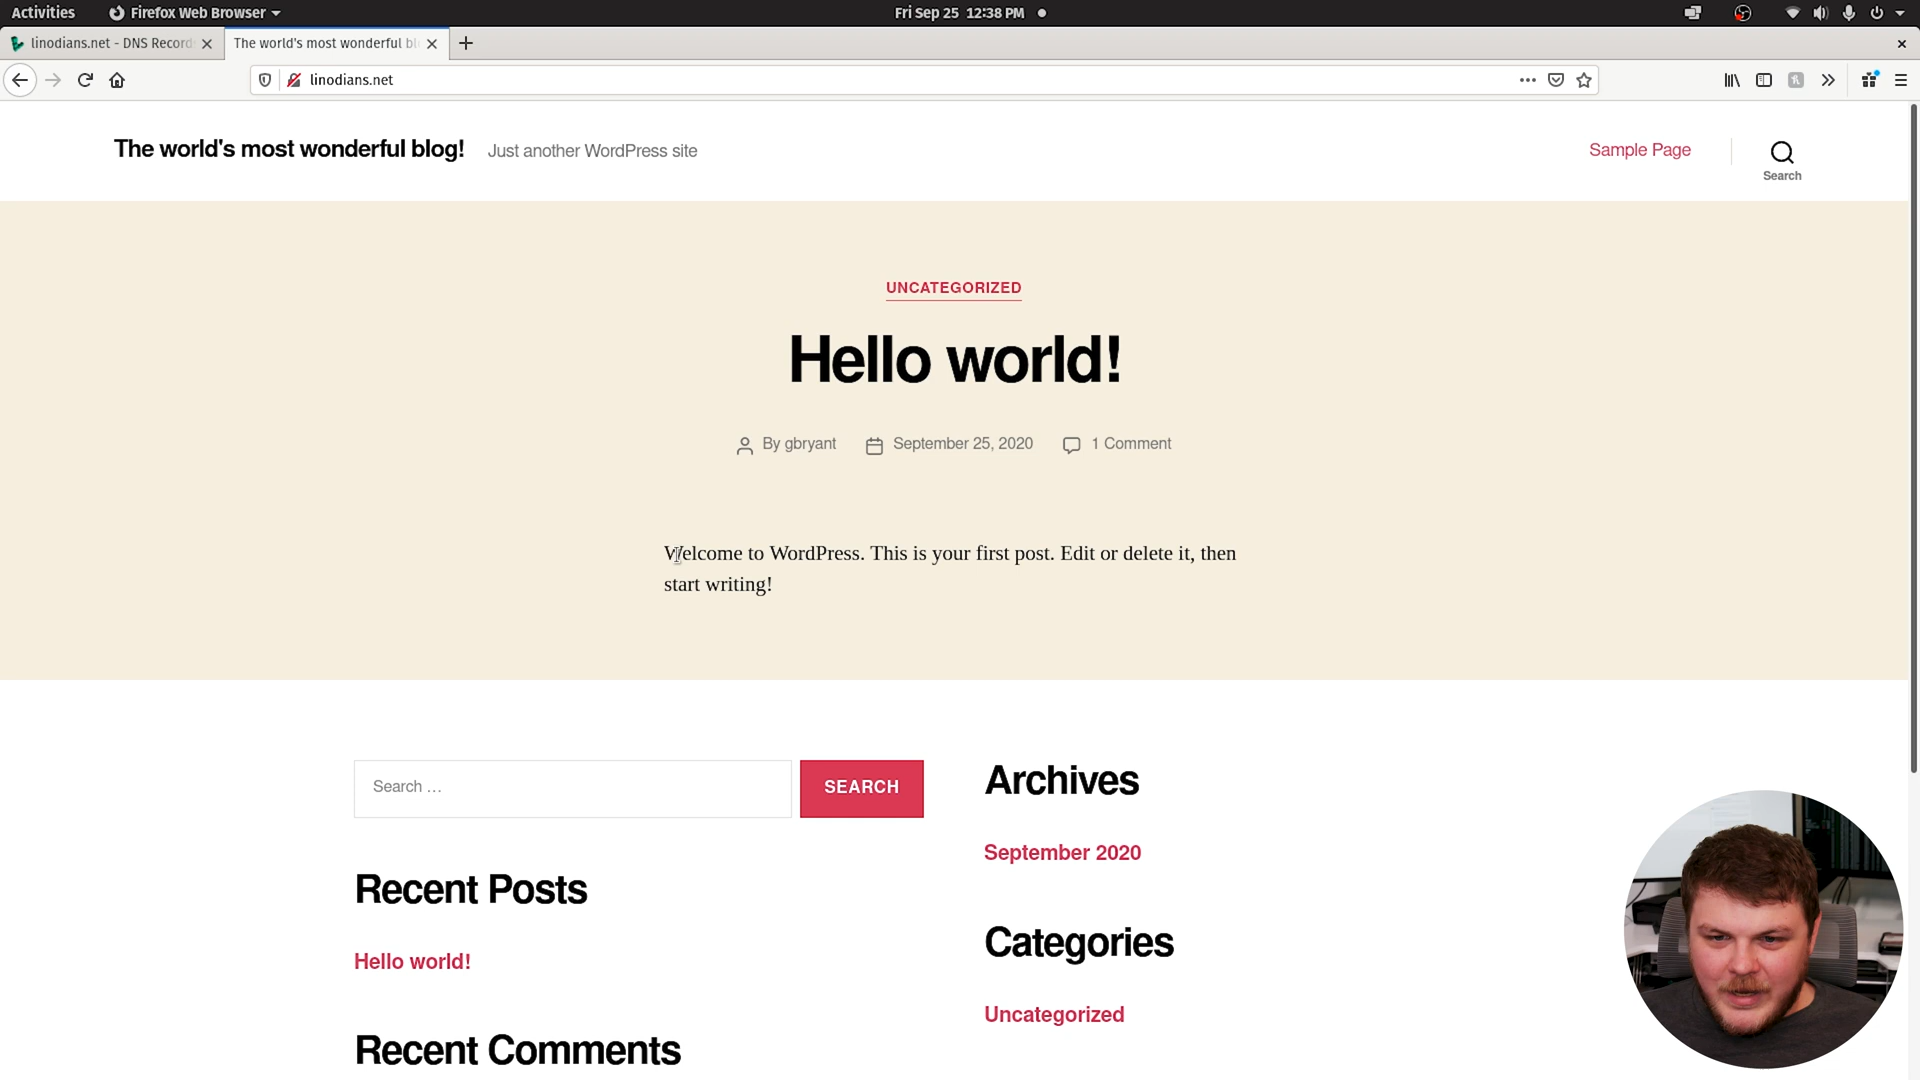 Activities Firefox Web Browser Fri Sep 25 12:38 PM
linodians.net - DNS Record The world's most wonderful bl
linodians.net
The world's most wonderful blog! Just another WordPress site Sample Page Search
UNCATEGORIZED
Hello world!
By gbryant September 25, 2020 1 Comment
Welcome to WordPress. This is your first post. Edit or delete it, then
start writing!
Search … SEARCH
Recent Posts
Hello world!
Recent Comments
Archives
September 2020
Categories
Uncategorized